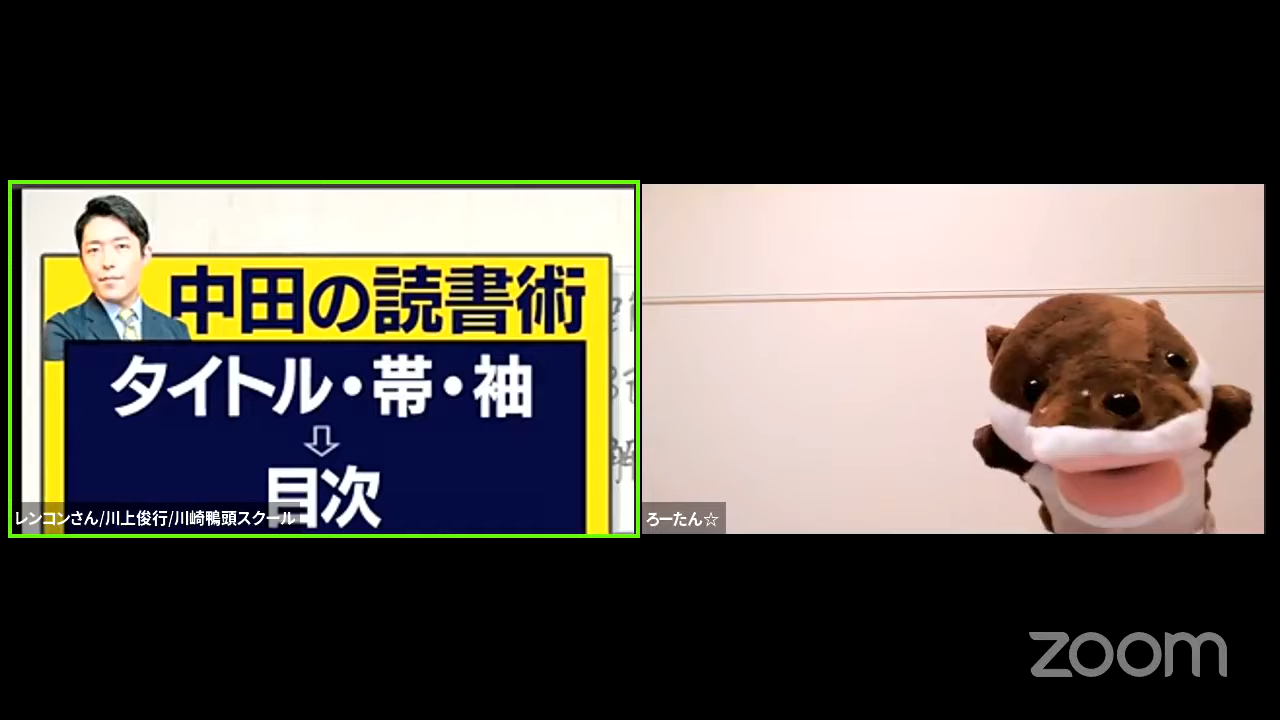 中田の読書術
タイトル・帯・袖
⇩
目次
レンコンさん/川上俊行/川崎鴨頭スクール
ろーたん☆
zoom